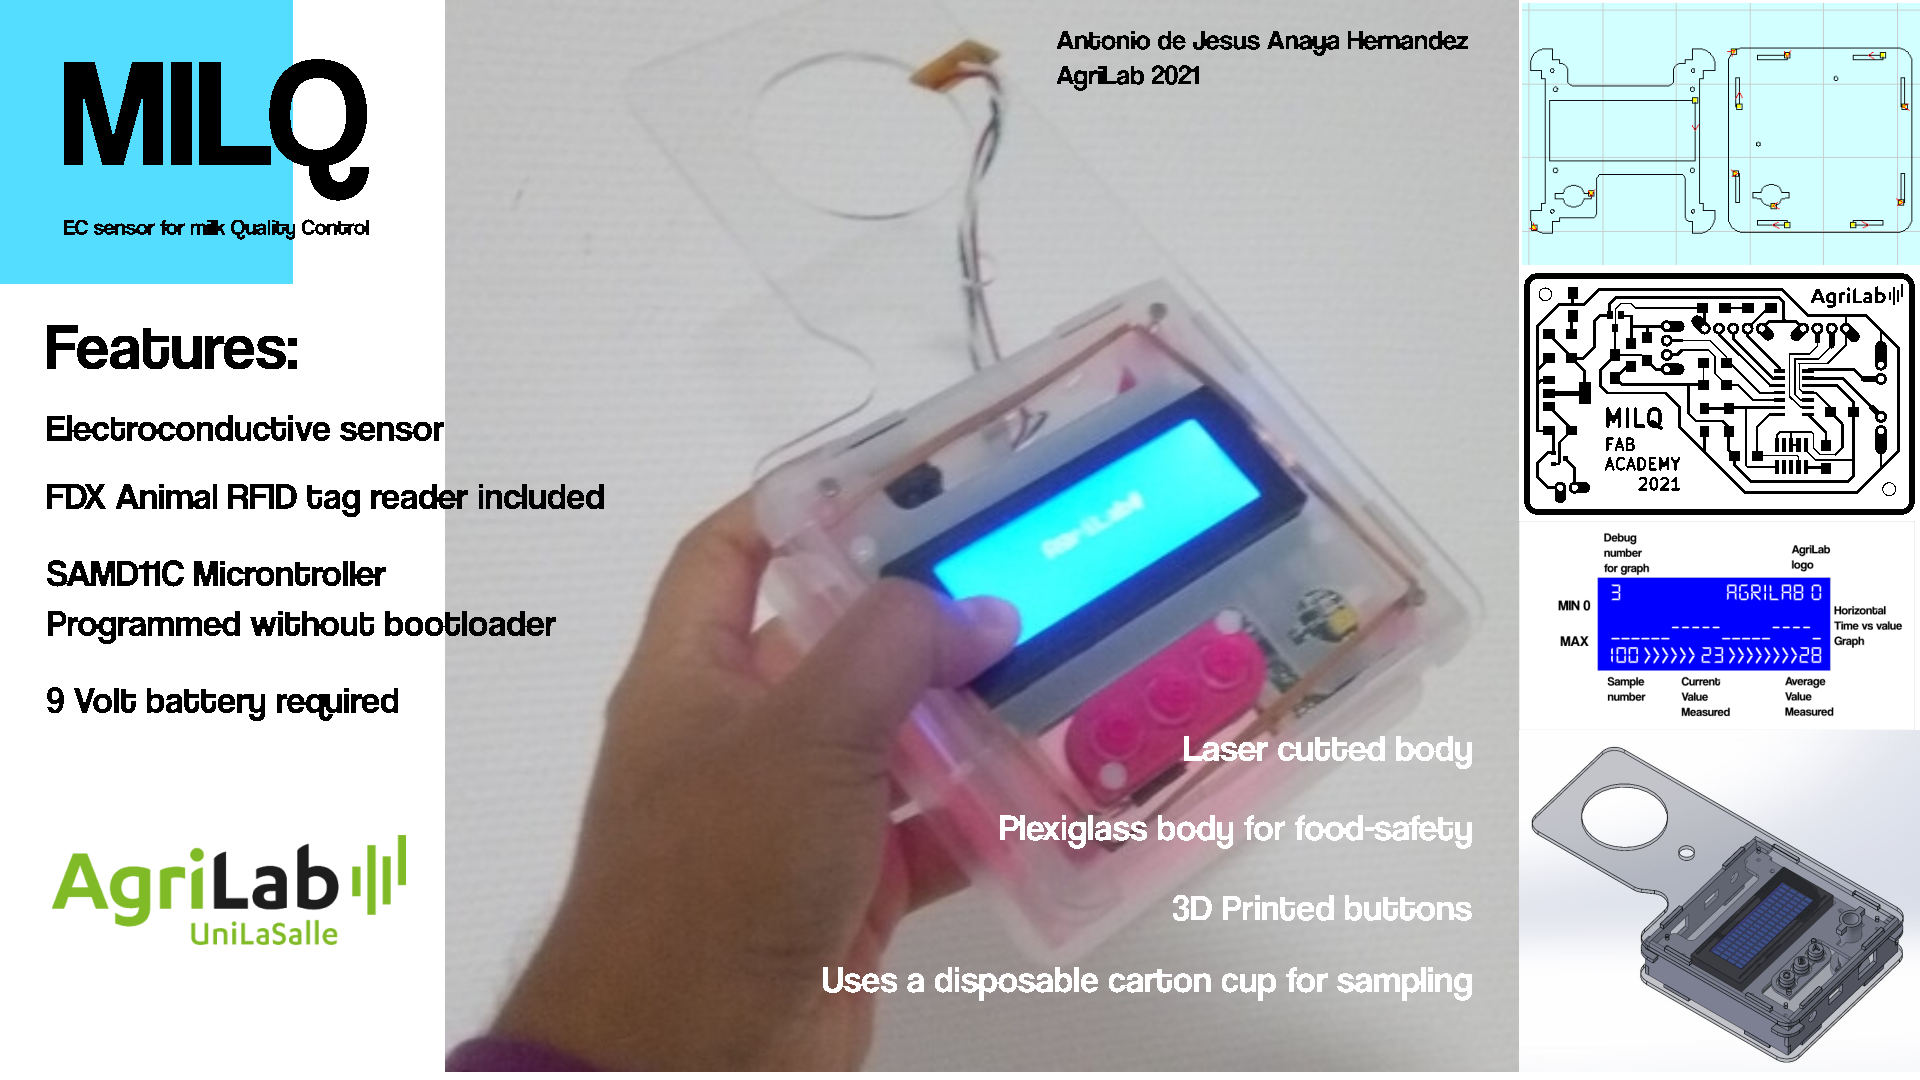 MILQ
EC sensor for milk Quality Control
Antonio de Jesus Anaya Hernandez
AgriLab 2021
Features:
Electroconductive sensor
FDX Animal RFID tag reader included
SAMD11C Microntroller
Programmed without bootloader
9 Volt battery required
AgriLab
UniLaSalle
Laser cutted body
Plexiglass body for food-safety
3D Printed buttons
Uses a disposable carton cup for sampling
AgriLab
MILQ
FAB
ACADEMY
2021
Debug
number
for graph
AgriLab
logo
MIN 0
MAX
3 AGRILAB 0
100 >>>>>> 23 >>>>>>>> 28
Horizontal
Time vs value
Graph
Sample
number
Current
Value
Measured
Average
Value
Measured